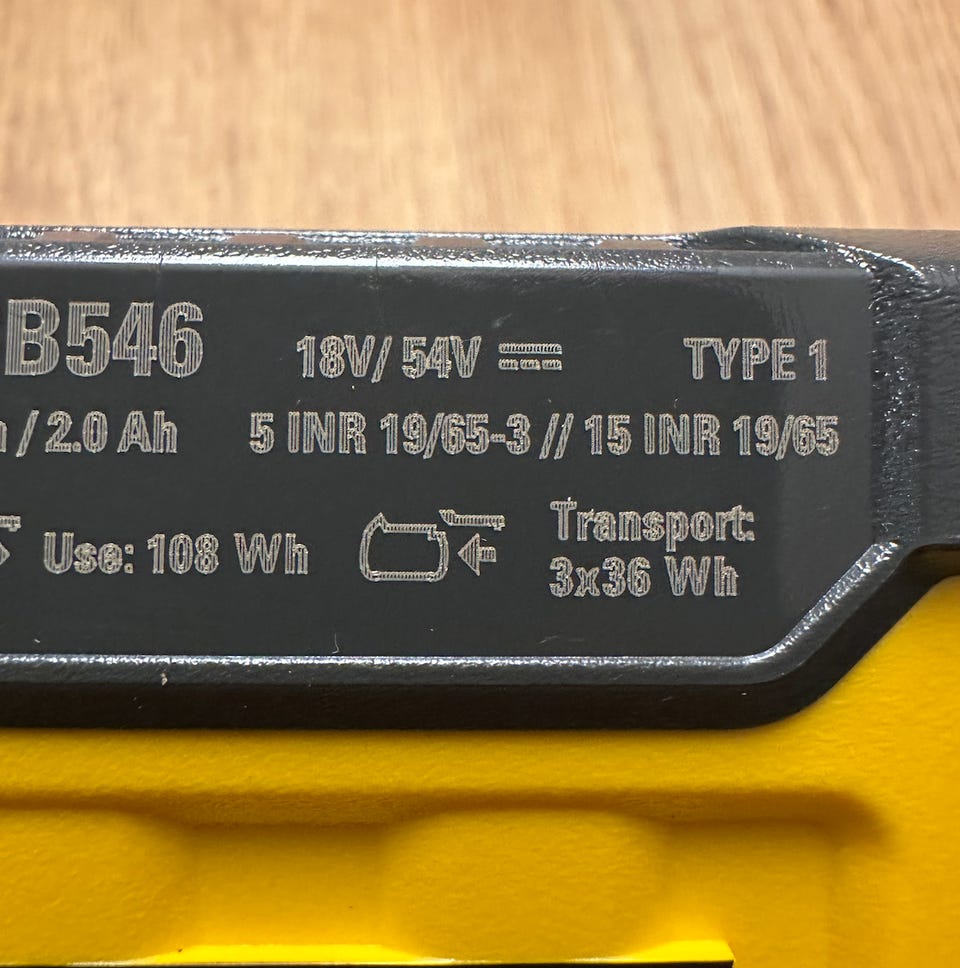 B546
18V/ 54V ⎓
TYPE 1
/ 2.0 Ah
5 INR 19/65-3 // 15 INR 19/65
Use: 108 Wh
Transport:
3x36 Wh